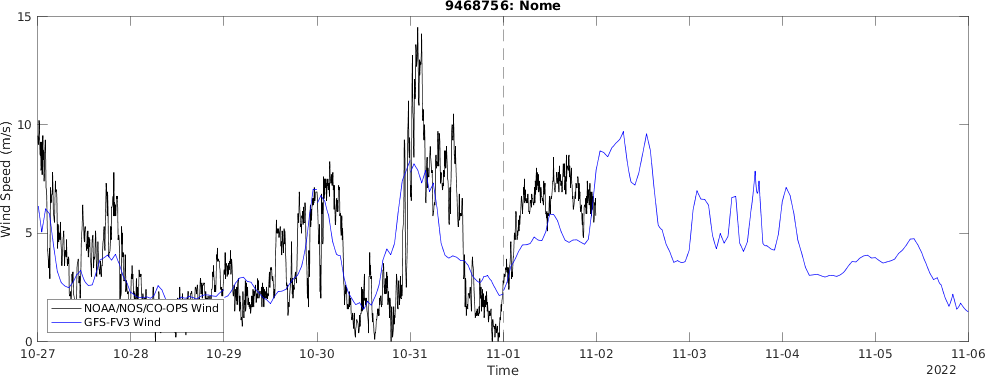 9468756: Nome
Wind Speed (m/s)
15
10
5
0
NOAA/NOS/CO-OPS Wind
GFS-FV3 Wind
10-27 10-28 10-29 10-30 10-31 11-01 11-02 11-03 11-04 11-05 11-06
Time
2022